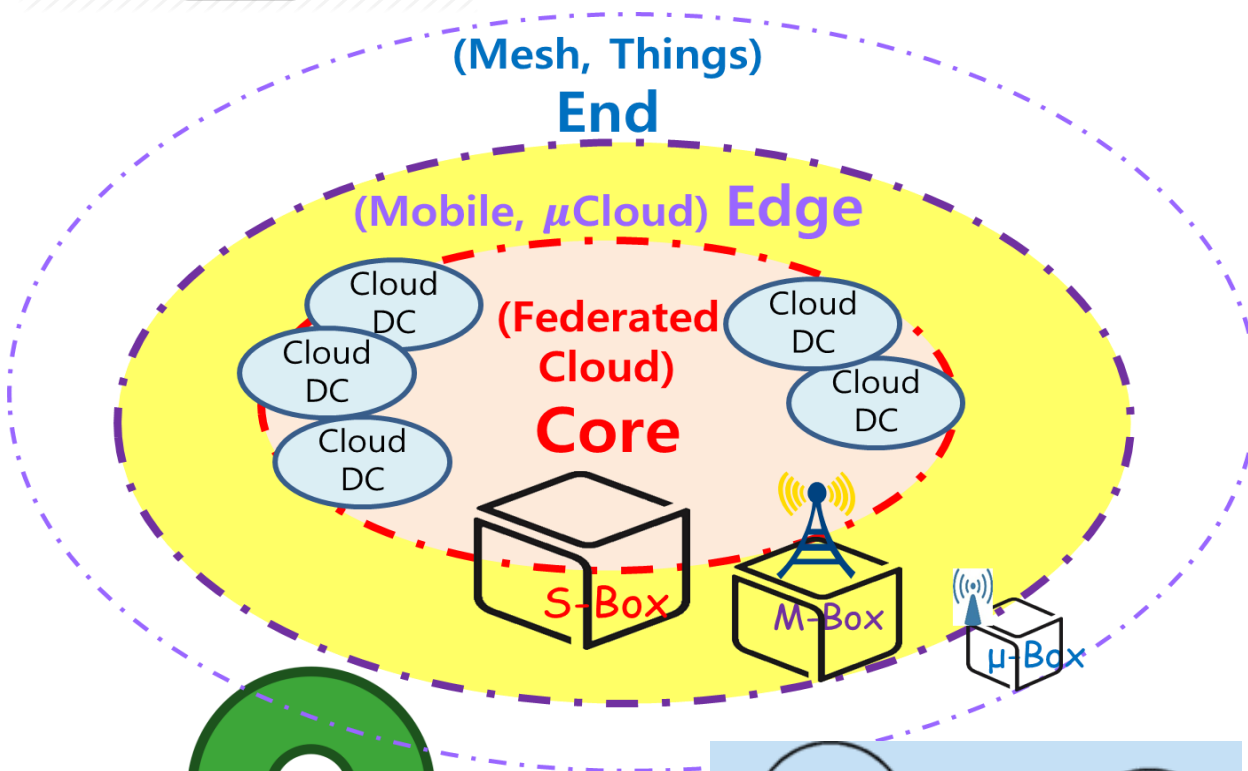 (Mesh, Things)
End
(Mobile, μCloud) Edge
Cloud
DC
Cloud
DC
Cloud
DC
(Federated
Cloud)
Core
Cloud
DC
Cloud
DC
S-Box
M-Box
μ-Box